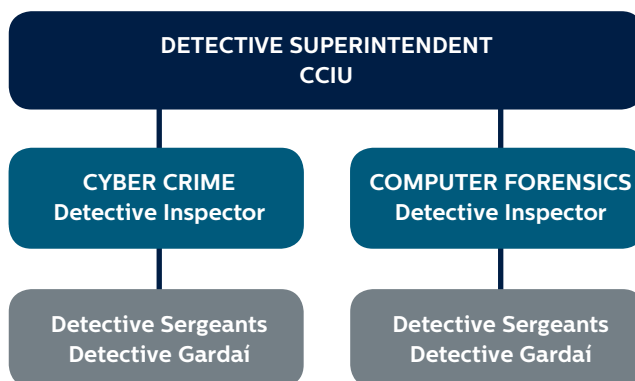 DETECTIVE SUPERINTENDENT
CCIU
CYBER CRIME
Detective Inspector
COMPUTER FORENSICS
Detective Inspector
Detective Sergeants
Detective Gardaí
Detective Sergeants
Detective Gardaí